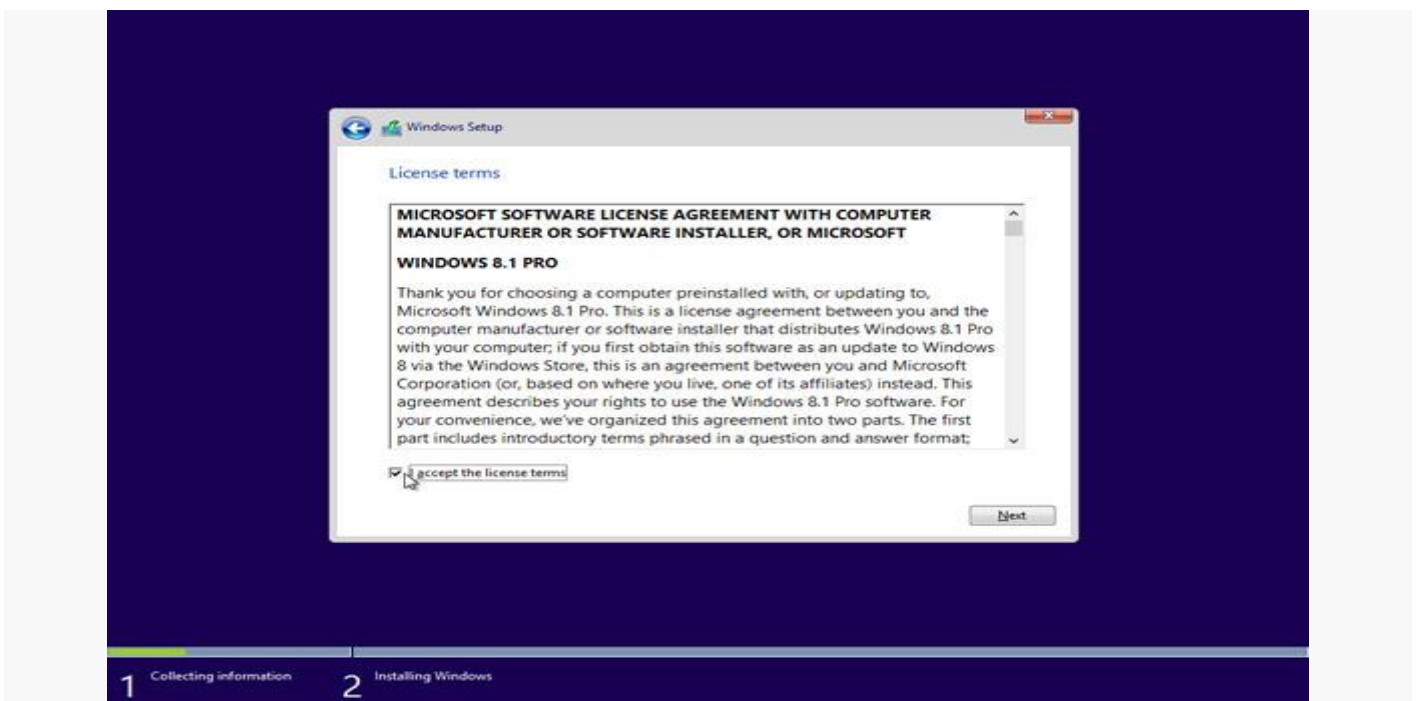 Windows Setup
License terms
MICROSOFT SOFTWARE LICENSE AGREEMENT WITH COMPUTER
MANUFACTURER OR SOFTWARE INSTALLER, OR MICROSOFT
WINDOWS 8.1 PRO
Thank you for choosing a computer preinstalled with, or updating to,
Microsoft Windows 8.1 Pro. This is a license agreement between you and the
computer manufacturer or software installer that distributes Windows 8.1 Pro
with your computer; if you first obtain this software as an update to Windows
8 via the Windows Store, this is an agreement between you and Microsoft
Corporation (or, based on where you live, one of its affiliates) instead. This
agreement describes your rights to use the Windows 8.1 Pro software. For
your convenience, we've organized this agreement into two parts. The first
part includes introductory terms phrased in a question and answer format;
I accept the license terms
Next
1 Collecting information
2 Installing Windows